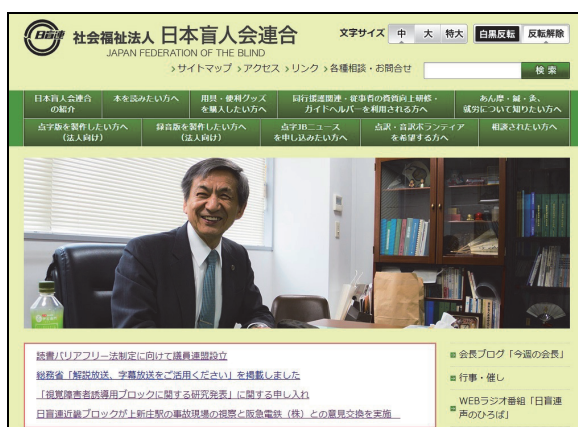 日盲連
社会福祉法人 日本盲人会連合
JAPAN FEDERATION OF THE BLIND
文字サイズ 中 大 特大 白黒反転 反転解除
›サイトマップ ›アクセス ›リンク ›各種相談・お問合せ
検索
日本盲人会連合の紹介
本を読みたい方へ
用具・便利グッズを購入したい方へ
同行援護関連・従事者の資質向上研修・ガイドヘルパーを利用される方へ
あん摩・鍼・灸、就労について知りたい方へ
点字版を製作したい方へ(法人向け)
録音版を製作したい方へ(法人向け)
点字JBニュースを申し込みたい方へ
点訳・音訳ボランティアを希望する方へ
相談されたい方へ
読書バリアフリー法制定に向けて議員連盟設立
総務省「解説放送、字幕放送をご活用ください」を掲載しました
「視覚障害者誘導用ブロックに関する研究発表」に関する申し入れ
日盲連近畿ブロックが上新庄駅の事故現場の視察と阪急電鉄（株）との意見交換を実施
会長ブログ「今週の会長」
行事・催し
WEBラジオ番組「日盲連
声のひろば」